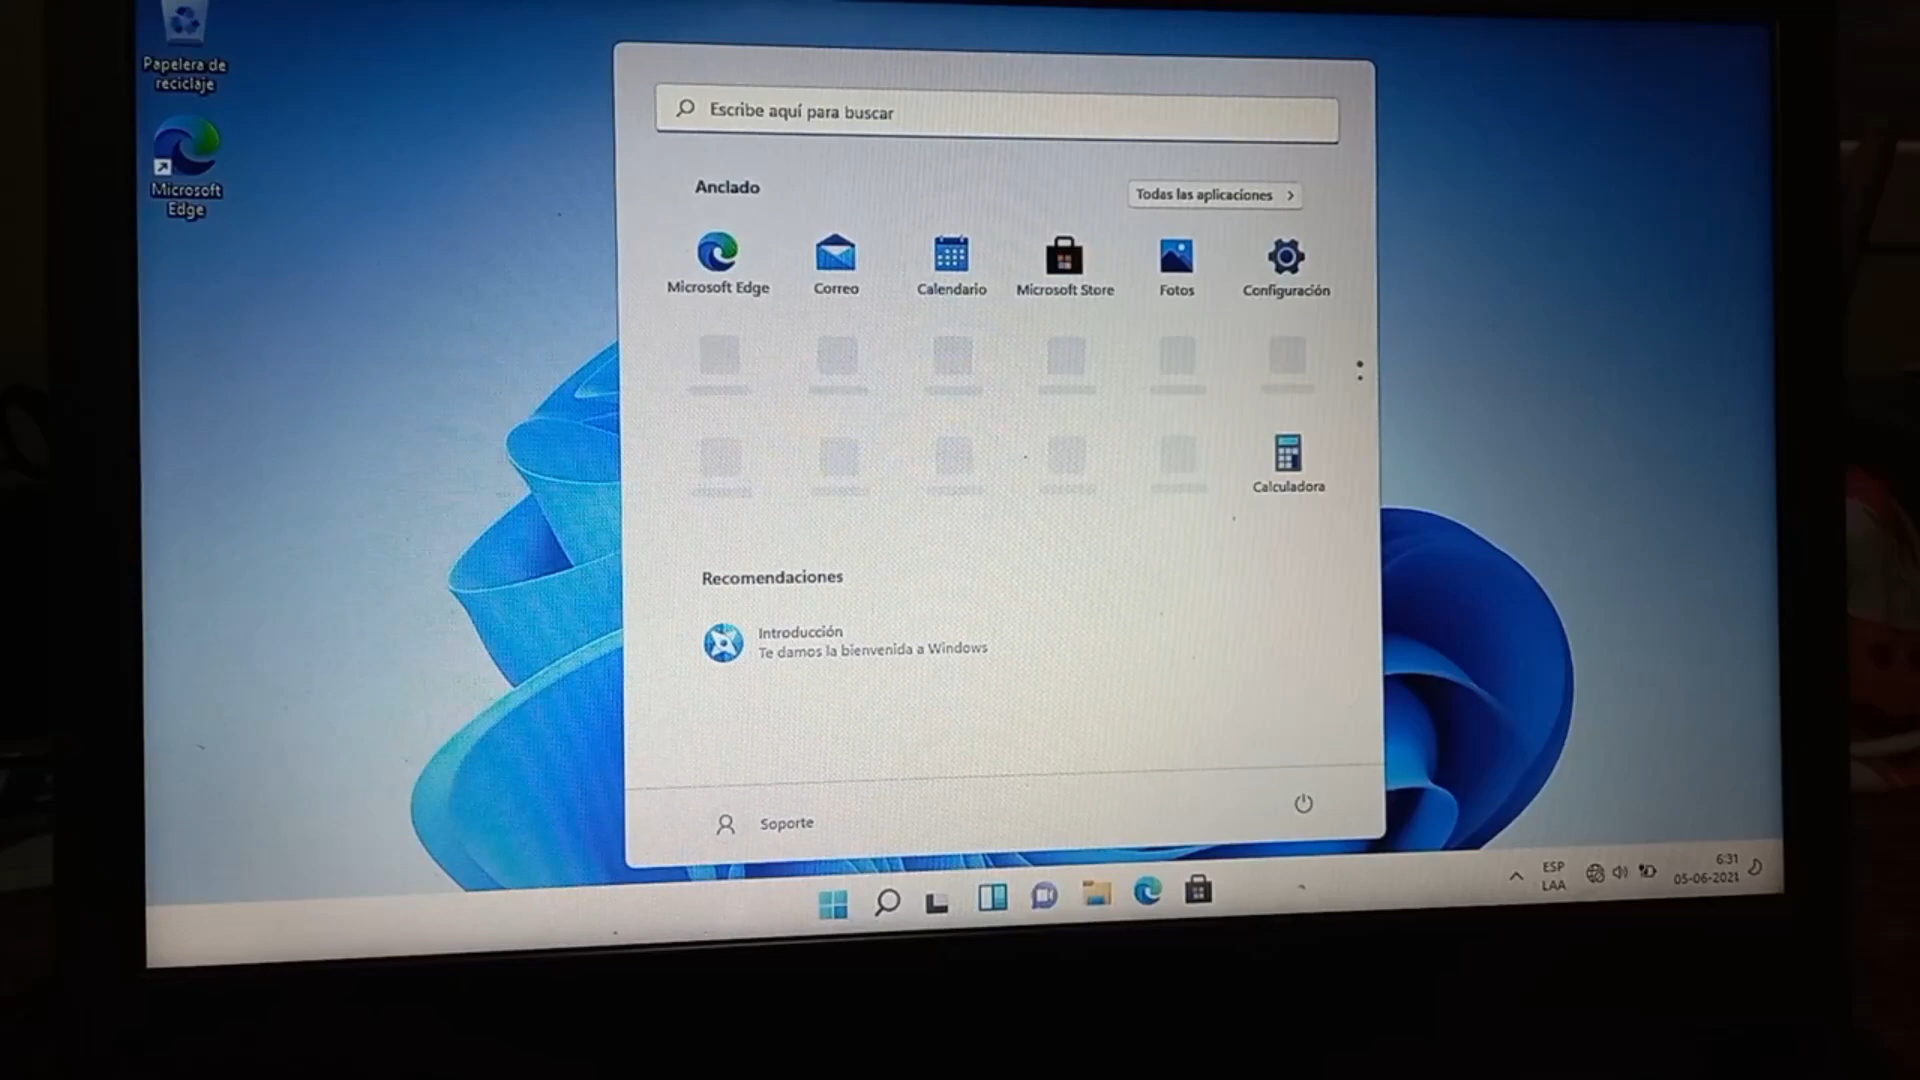 Papelera de
reciclaje
Microsoft
Edge
Escribe aquí para buscar
Anclado
Todas las aplicaciones
Microsoft Edge
Correo
Calendario
Microsoft Store
Fotos
Configuración
Calculadora
Recomendaciones
Introducción
Te damos la bienvenida a Windows
Soporte
ESP
LAA
6:31
05-06-2021